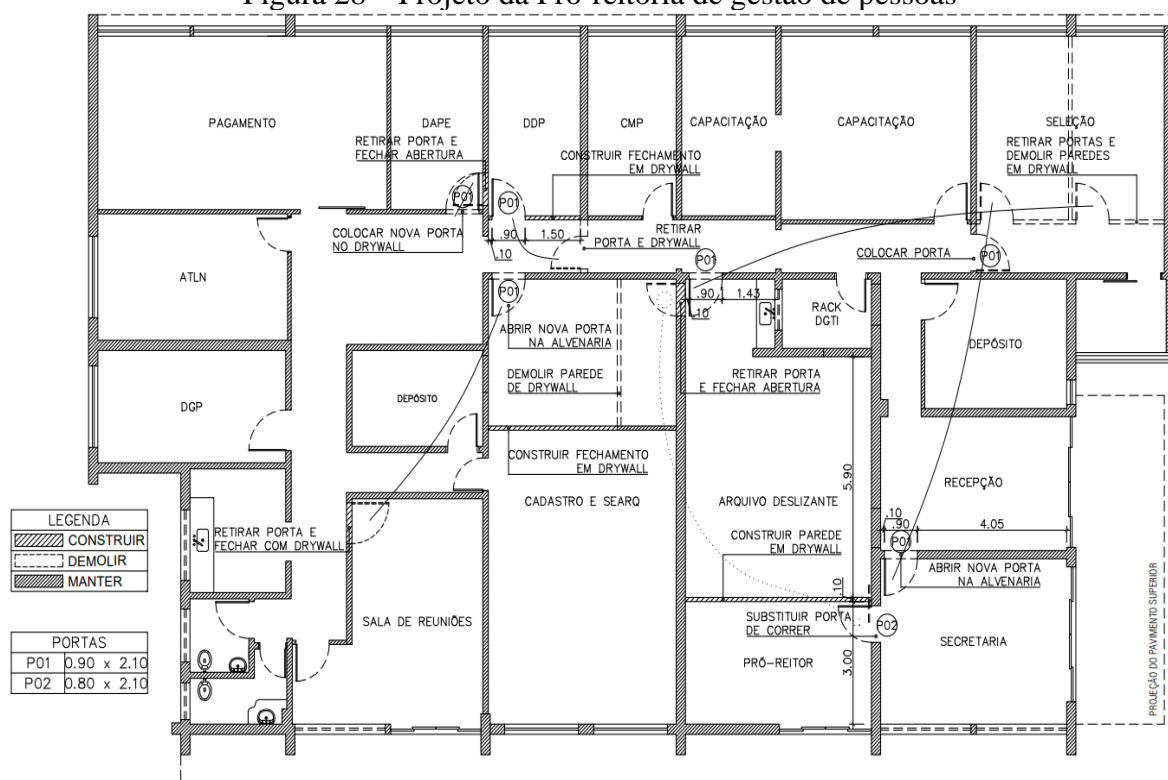 Figura 28 – Projeto da Pró-reitoria de gestão de pessoas
PAGAMENTO
DAPE
DDP
CMP
CAPACITAÇÃO
CAPACITAÇÃO
SELEÇÃO
RETIRAR PORTA E
FECHAR ABERTURA
CONSTRUIR FECHAMENTO
EM DRYWALL
RETIRAR PORTAS E
DEMOLIR PAREDES
EM DRYWALL
P01
P01
COLOCAR NOVA PORTA
NO DRYWALL
.90
1.50
.10
RETIRAR
PORTA E DRYWALL
P01
COLOCAR PORTA
P01
ATLN
P01
.90
1.43
.10
RACK
DGTI
ABRIR NOVA PORTA
NA ALVENARIA
DEPÓSITO
DEMOLIR PAREDE
DE DRYWALL
RETIRAR PORTA
E FECHAR ABERTURA
DGP
DEPÓSITO
CONSTRUIR FECHAMENTO
EM DRYWALL
CADASTRO E SEARQ
ARQUIVO DESLIZANTE
5.90
RECEPÇÃO
LEGENDA
CONSTRUIR
DEMOLIR
MANTER
RETIRAR PORTA E
FECHAR COM DRYWALL
CONSTRUIR PAREDE
EM DRYWALL
.10
.90
4.05
P01
ABRIR NOVA PORTA
NA ALVENARIA
.10
SALA DE REUNIÕES
SUBSTITUIR PORTA
DE CORRER
P02
SECRETARIA
PRÓ-REITOR
3.00
PORTAS
P01 0.90 x 2.10
P02 0.80 x 2.10
PROJEÇÃO DO PAVIMENTO SUPERIOR